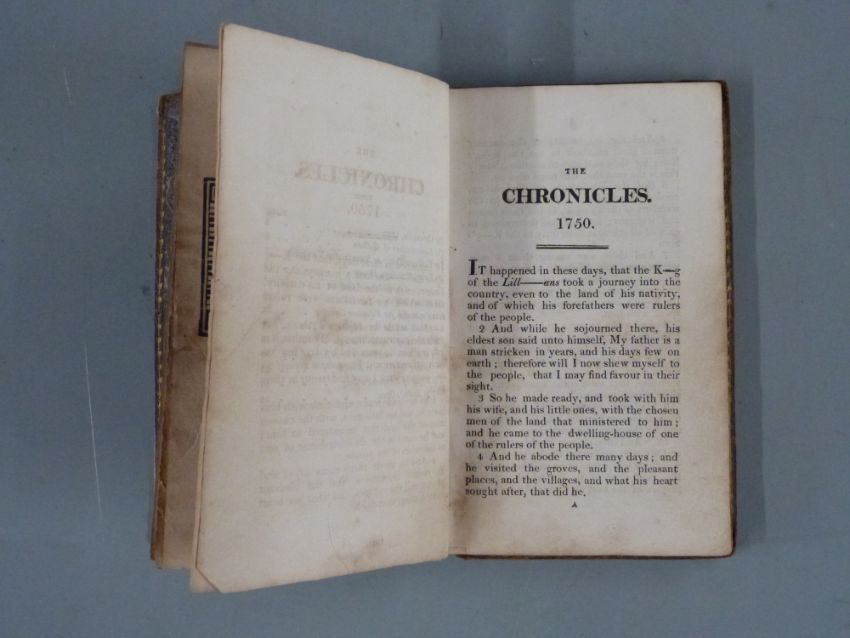 THE
CHRONICLES.
1750.
IT happened in these days, that the K—g
of the Lill——ans took a journey into the
country, even to the land of his nativity,
and of which his forefathers were rulers
of the people.
2 And while he sojourned there, his
eldest son said unto himself, My father is a
man stricken in years, and his days few on
earth; therefore will I now shew myself to
the people, that I may find favour in their
sight.
3 So he made ready, and took with him
his wife, and his little ones, with the chosen
men of the land that ministered to him;
and he came to the dwelling-house of one
of the rulers of the people.
4 And he abode there many days; and
he visited the groves, and the pleasant
places, and the villages, and what his heart
sought after, that did he.
A